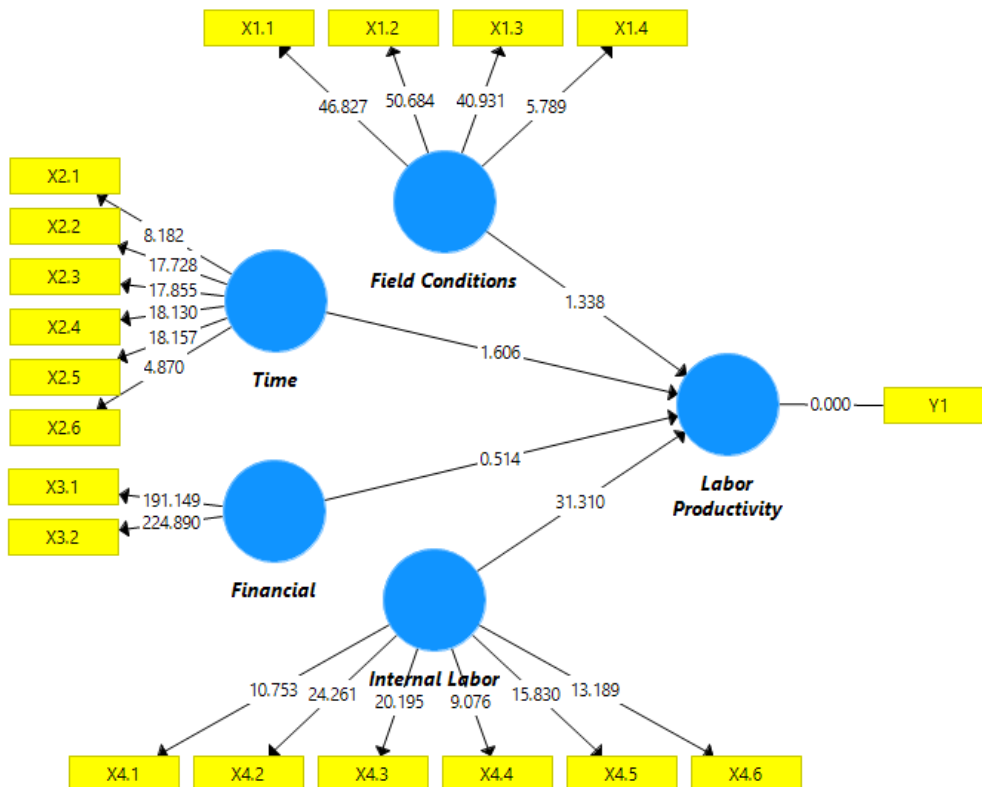 X1.1 X1.2 X1.3 X1.4
46.827 50.684 40.931 5.789
Field Conditions
1.338
X2.1
X2.2
X2.3
X2.4
X2.5
X2.6
8.182
17.728
17.855
18.130
18.157
4.870
Time
1.606
X3.1
X3.2
191.149
224.890
Financial
0.514
Labor
Productivity
0.000
Y1
31.310
Internal Labor
10.753 24.261 20.195 9.076 15.830 13.189
X4.1 X4.2 X4.3 X4.4 X4.5 X4.6